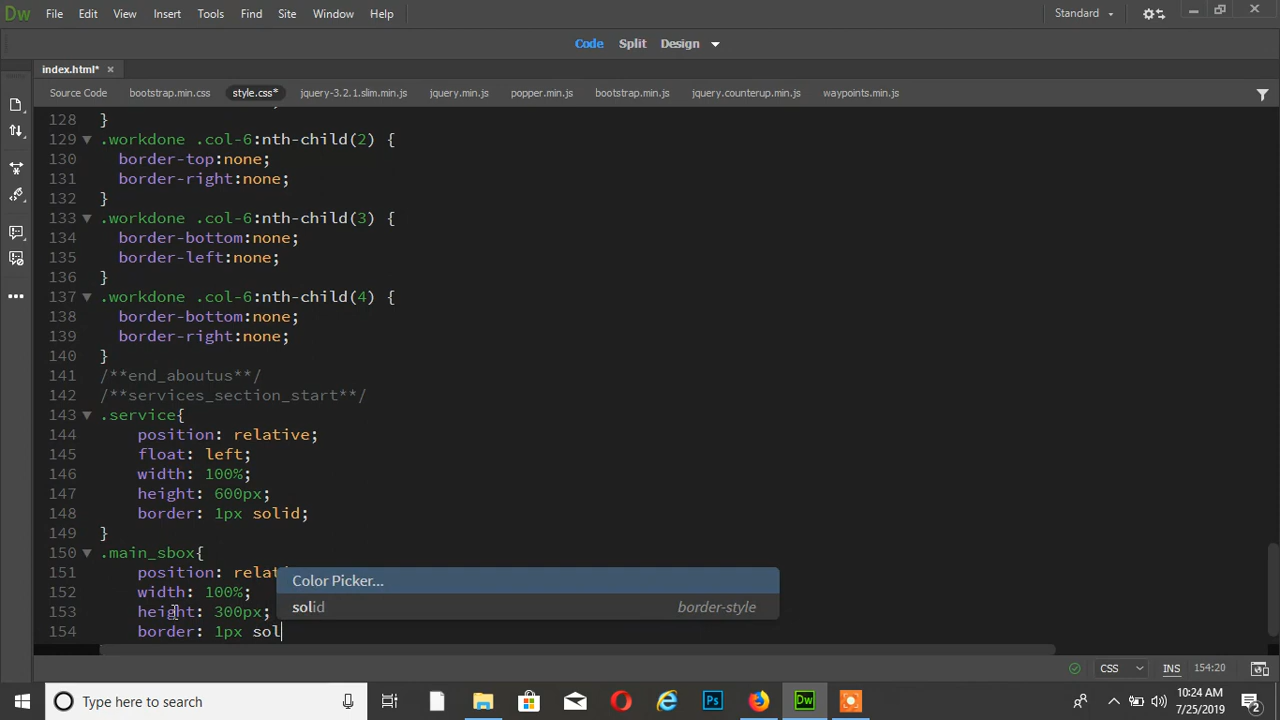 Dw File Edit View Insert Tools Find Site Window Help Standard
Code Split Design
index.html*
Source Code bootstrap.min.css style.css* jquery-3.2.1.slim.min.js jquery.min.js popper.min.js bootstrap.min.js jquery.counterup.min.js waypoints.min.js
128 }
129 .workdone .col-6:nth-child(2) {
130 border-top:none;
131 border-right:none;
132 }
133 .workdone .col-6:nth-child(3) {
134 border-bottom:none;
135 border-left:none;
136 }
137 .workdone .col-6:nth-child(4) {
138 border-bottom:none;
139 border-right:none;
140 }
141 /**end_aboutus**/
142 /**services_section_start**/
143 .service{
144 position: relative;
145 float: left;
146 width: 100%;
147 height: 600px;
148 border: 1px solid;
149 }
150 .main_sbox{
151 position: relat
Color Picker...
152 width: 100%;
solid border-style
153 height: 300px;
154 border: 1px sol
CSS INS 154:20
Type here to search Ps Dw 10:24 AM
7/25/2019 2